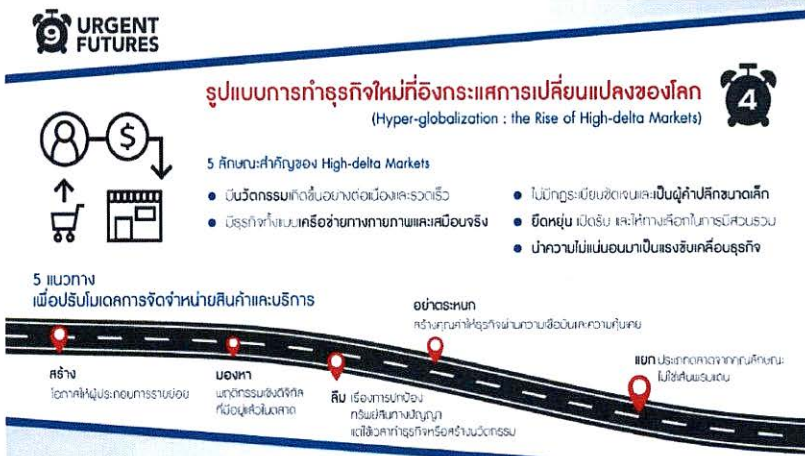 9 URGENT
FUTURES
รูปแบบการทำธุรกิจใหม่ที่อิงกระแสการเปลี่ยนแปลงของโลก
(Hyper-globalization : the Rise of High-delta Markets)
4
$
5 ลักษณะสำคัญของ High-delta Markets
มีนวัตกรรมเกิดขึ้นอย่างต่อเนื่องและรวดเร็ว
มีธุรกิจทั้งแบบเครือข่ายทางกายภาพและเสมือนจริง
ไม่มีกฎระเบียบชัดเจนและเป็นผู้ค้าปลีกขนาดเล็ก
ยืดหยุ่น เปิดรับ และให้ทางเลือกในการมีส่วนร่วม
นำความไม่แน่นอนมาเป็นแรงขับเคลื่อนธุรกิจ
5 แนวทาง
เพื่อปรับโมเดลการจัดจำหน่ายสินค้าและบริการ
สร้าง
โอกาสให้ผู้ประกอบการรายย่อย
มองหา
พฤติกรรมเชิงดิจิทัล
ที่มีอยู่แล้วในตลาด
ลืม เรื่องการปกป้อง
ทรัพย์สินทางปัญญา
แต่ใช้เวลาทำธุรกิจหรือสร้างนวัตกรรม
อย่าตระหนก
สร้างคุณค่าให้ธุรกิจผ่านความเชื่อมั่นและความคุ้นเคย
แยก ประเภทตลาดจากคุณลักษณะ
ไม่ใช่เส้นพรมแดน